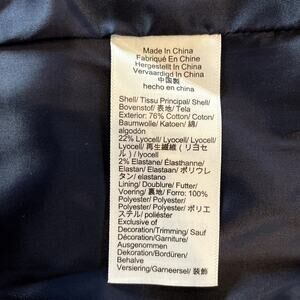 Made In China
Fabriqué En Chine
Hergestellt In China
Vervaardigd In China
中国製
hecho en china
Shell/ Tissu Principal/ Shell/
Bovenstof/ 表地/ Tela
Exterior: 76% Cotton/ Coton/
Baumwolle/ Katoen/ 綿/
algodón
22% Lyocell/ Lyocell/ Lyocell/
Lyocell/ 再生繊維 (リヨセ
ル) / lyocell
2% Elastane/ Élasthanne/
Elastan/ Elastaan/ ポリウレ
タン/ elastano
Lining/ Doublure/ Futter/
Voering/ 裏地/ Forro: 100%
Polyester/ Polyester/
Polyester/ Polyester/ ポリエ
ステル/ poliéster
Exclusive of
Decoration/Trimming/ Sauf
Décoration/Garniture/
Ausgenommen
Dekoration/Bordüren/
Behalve
Versiering/Garneersel/ 装飾